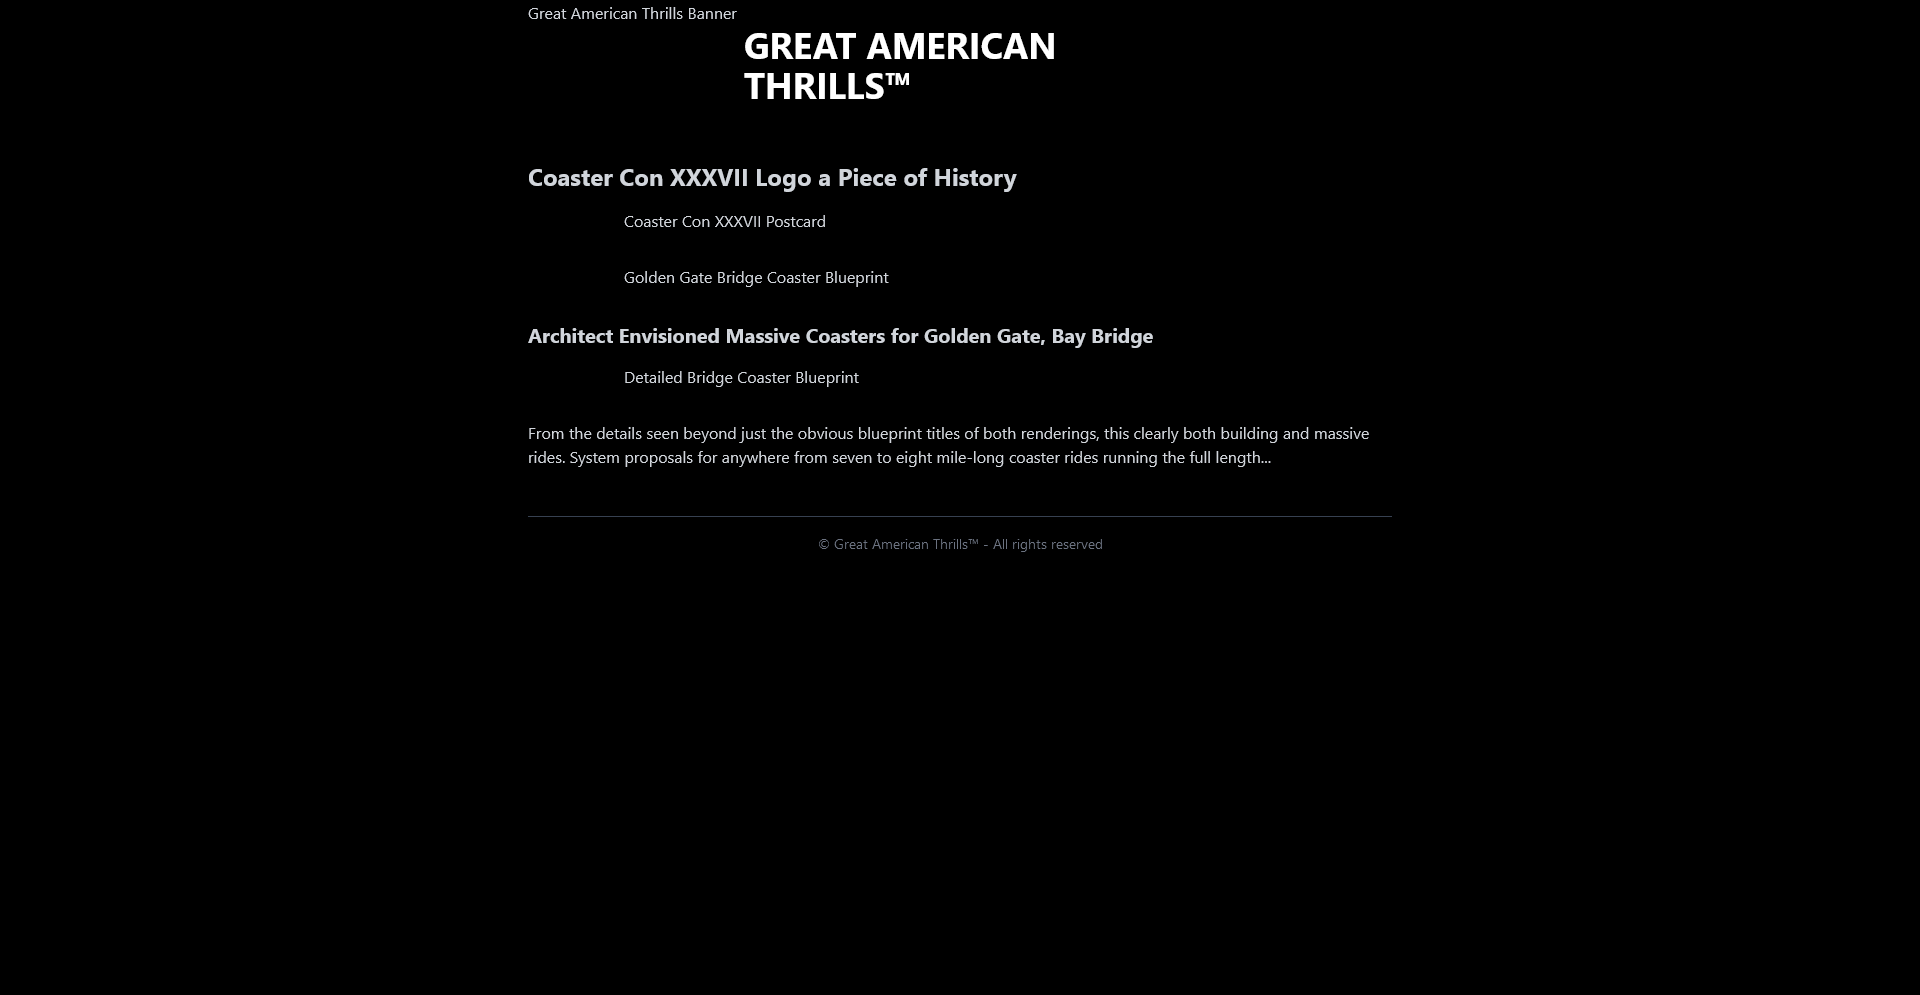 Great American Thrills Banner
GREAT AMERICAN
THRILLS™
Coaster Con XXXVII Logo a Piece of History
Coaster Con XXXVII Postcard
Golden Gate Bridge Coaster Blueprint
Architect Envisioned Massive Coasters for Golden Gate, Bay Bridge
Detailed Bridge Coaster Blueprint
From the details seen beyond just the obvious blueprint titles of both renderings, this clearly both building and massive
rides. System proposals for anywhere from seven to eight mile-long coaster rides running the full length...
© Great American Thrills™ - All rights reserved